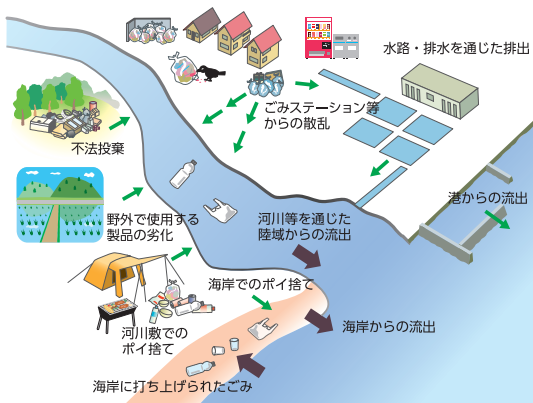 水路・排水を通じた排出
ごみステーション等
からの散乱
不法投棄
港からの流出
野外で使用する
製品の劣化
河川等を通じた
陸域からの流出
海岸でのポイ捨て
河川敷での
ポイ捨て
海岸からの流出
海岸に打ち上げられたごみ